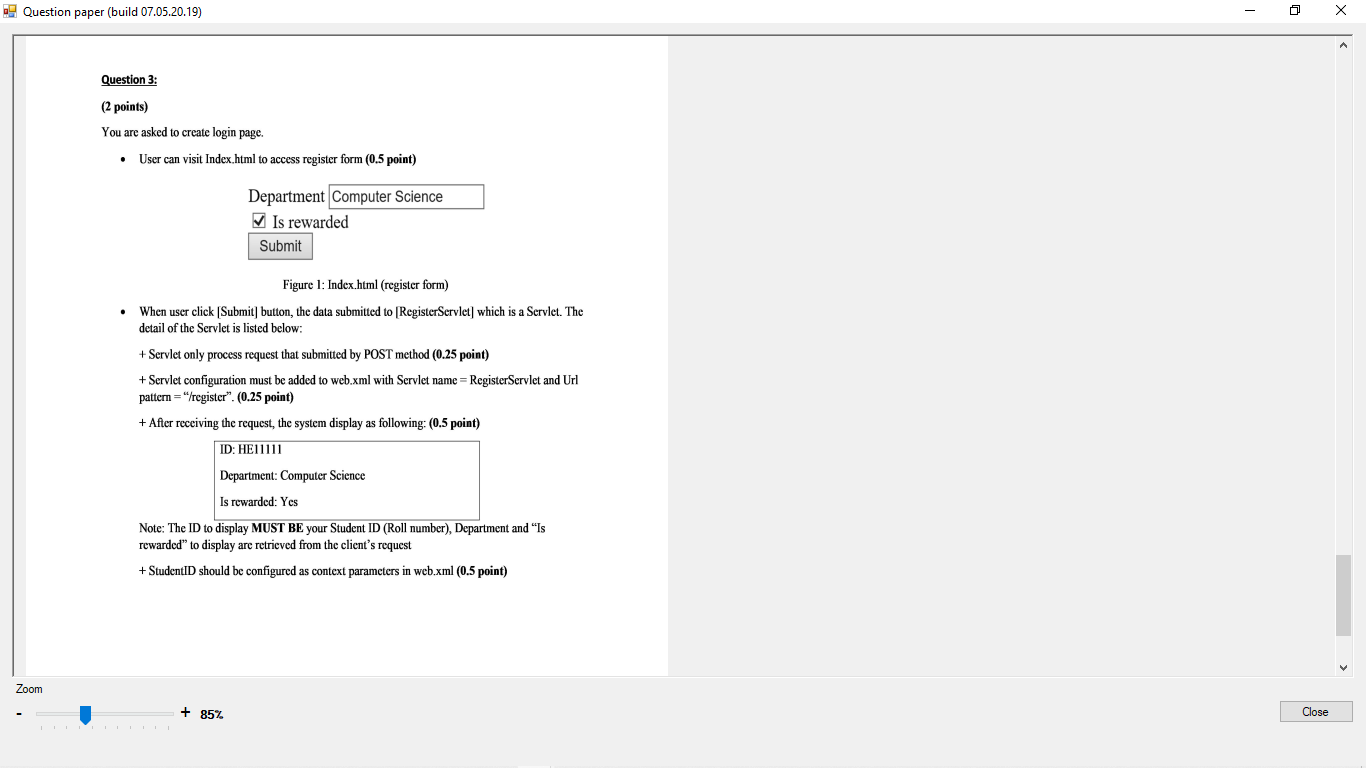 Question paper (build 07.05.20.19)
Question 3:
(2 points)
You are asked to create login page.
• User can visit Index.html to access register form (0.5 point)
Department Computer Science
Is rewarded
Submit
Figure 1: Index.html (register form)
• When user click [Submit] button, the data submitted to [RegisterServlet] which is a Servlet. The
detail of the Servlet is listed below:
+ Servlet only process request that submitted by POST method (0.25 point)
+ Servlet configuration must be added to web.xml with Servlet name = RegisterServlet and Url
pattern = “/register”. (0.25 point)
+ After receiving the request, the system display as following: (0.5 point)
ID: HE11111
Department: Computer Science
Is rewarded: Yes
Note: The ID to display MUST BE your Student ID (Roll number), Department and “Is
rewarded” to display are retrieved from the client’s request
+ StudentID should be configured as context parameters in web.xml (0.5 point)
Zoom
- + 85%
Close